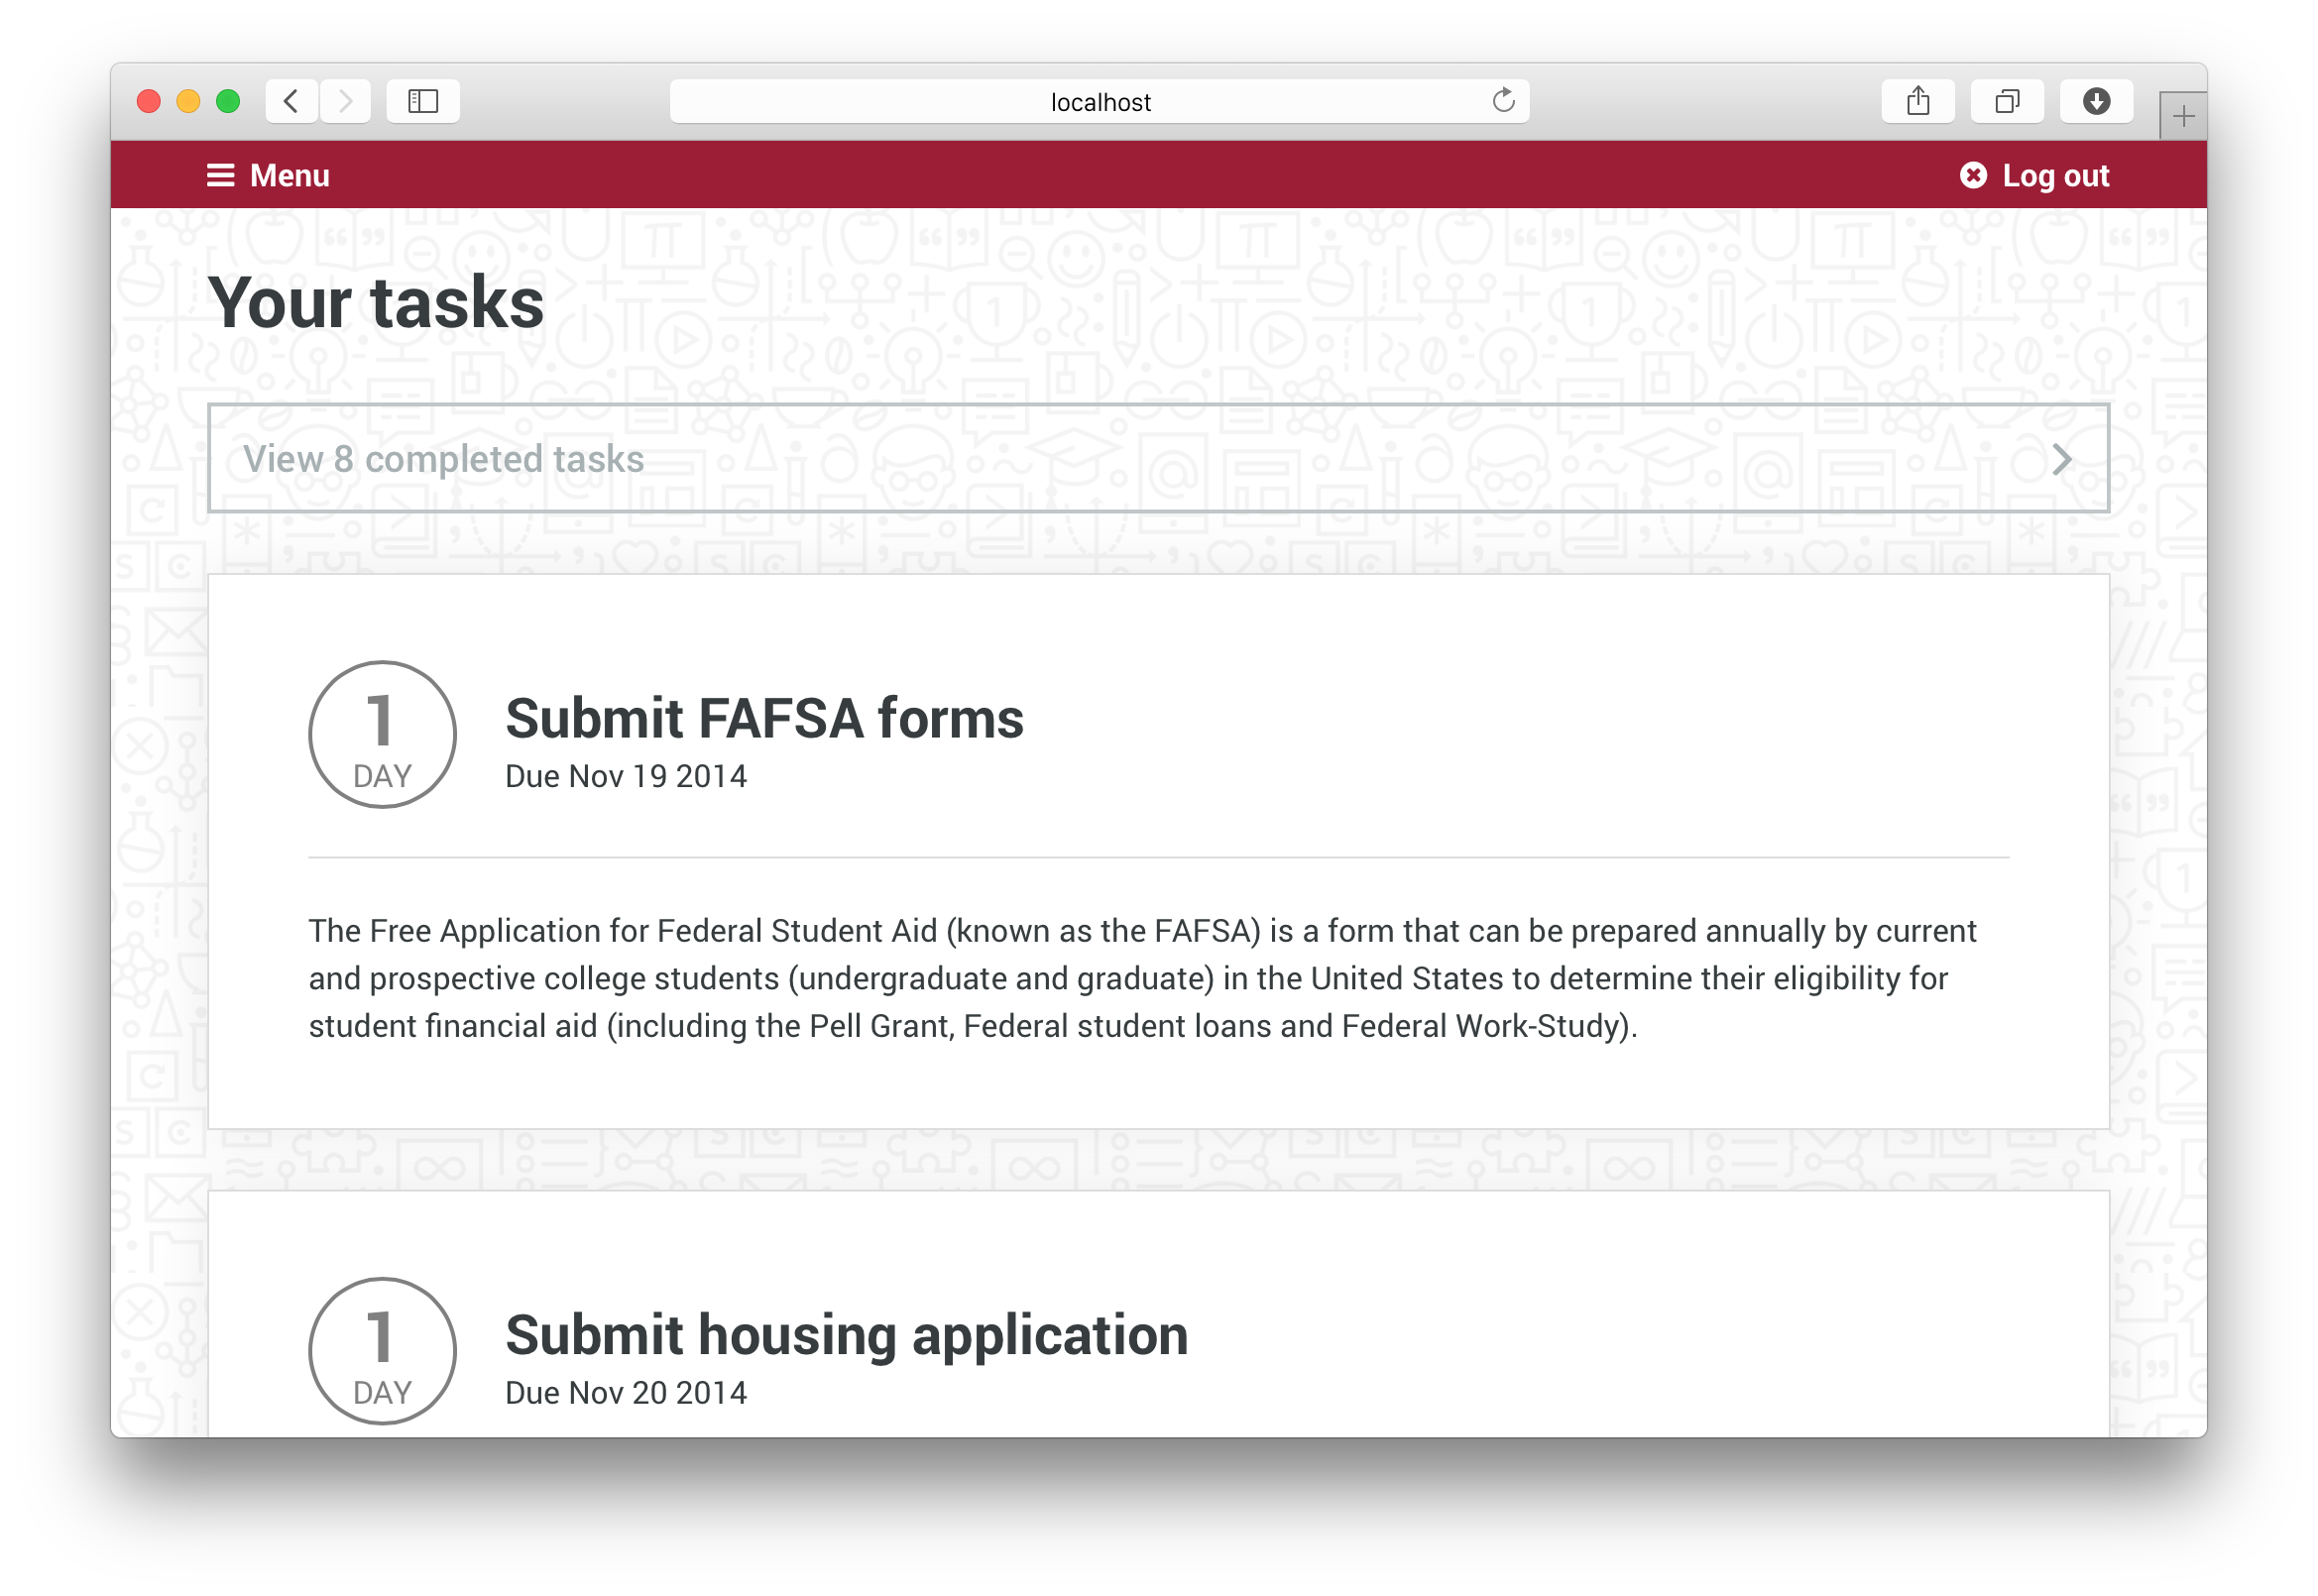 localhost
Menu
Log out
Your tasks
View 8 completed tasks
1
DAY
Submit FAFSA forms
Due Nov 19 2014
The Free Application for Federal Student Aid (known as the FAFSA) is a form that can be prepared annually by current
and prospective college students (undergraduate and graduate) in the United States to determine their eligibility for
student financial aid (including the Pell Grant, Federal student loans and Federal Work-Study).
1
DAY
Submit housing application
Due Nov 20 2014